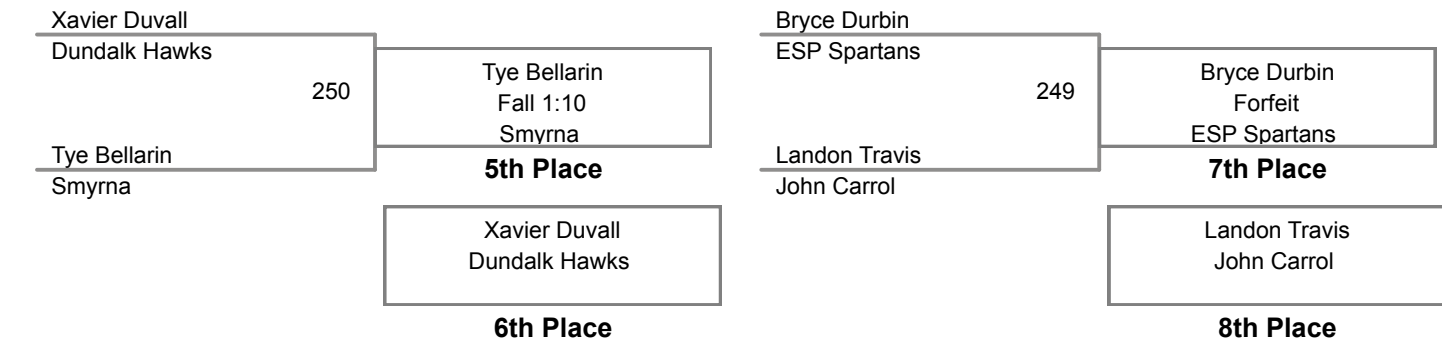 Xavier Duvall
Dundalk Hawks
250
Tye Bellarin
Fall 1:10
Smyrna
Tye Bellarin
Smyrna
5th Place
Xavier Duvall
Dundalk Hawks
6th Place
Bryce Durbin
ESP Spartans
249
Bryce Durbin
Forfeit
ESP Spartans
Landon Travis
John Carrol
7th Place
Landon Travis
John Carrol
8th Place